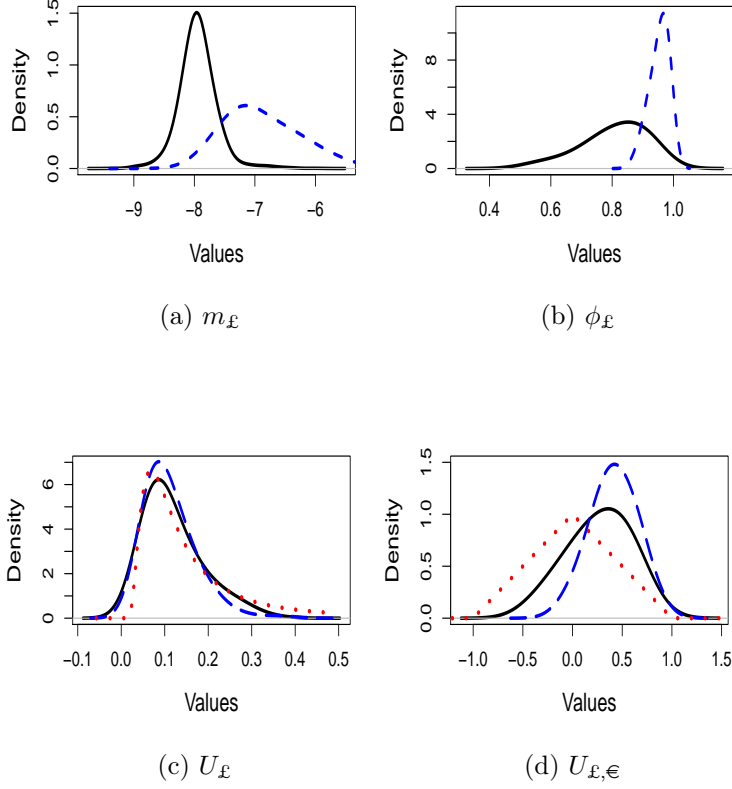 Density
0.0 0.5 1.0 1.5
-9 -8 -7 -6
Values
(a) m£
Density
0 4 8
0.4 0.6 0.8 1.0
Values
(b) ϕ£
Density
0 2 4 6
-0.1 0.0 0.1 0.2 0.3 0.4 0.5
Values
(c) U£
Density
0.0 0.5 1.0 1.5
-1.0 -0.5 0.0 0.5 1.0 1.5
Values
(d) U£,€